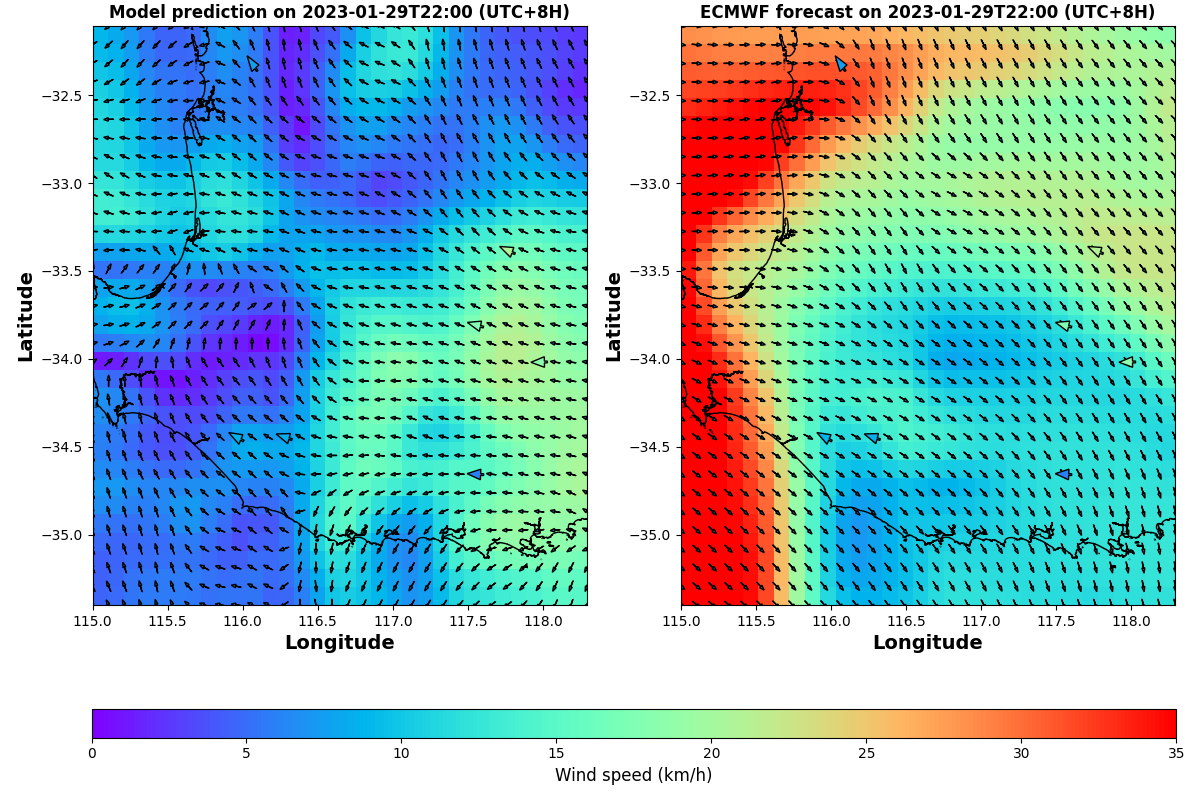 Model prediction on 2023-01-29T22:00 (UTC+8H)
ECMWF forecast on 2023-01-29T22:00 (UTC+8H)
Latitude
−32.5
−33.0
−33.5
−34.0
−34.5
−35.0
115.0 115.5 116.0 116.5 117.0 117.5 118.0
Longitude
Latitude
−32.5
−33.0
−33.5
−34.0
−34.5
−35.0
115.0 115.5 116.0 116.5 117.0 117.5 118.0
Longitude
0 5 10 15 20 25 30 35
Wind speed (km/h)